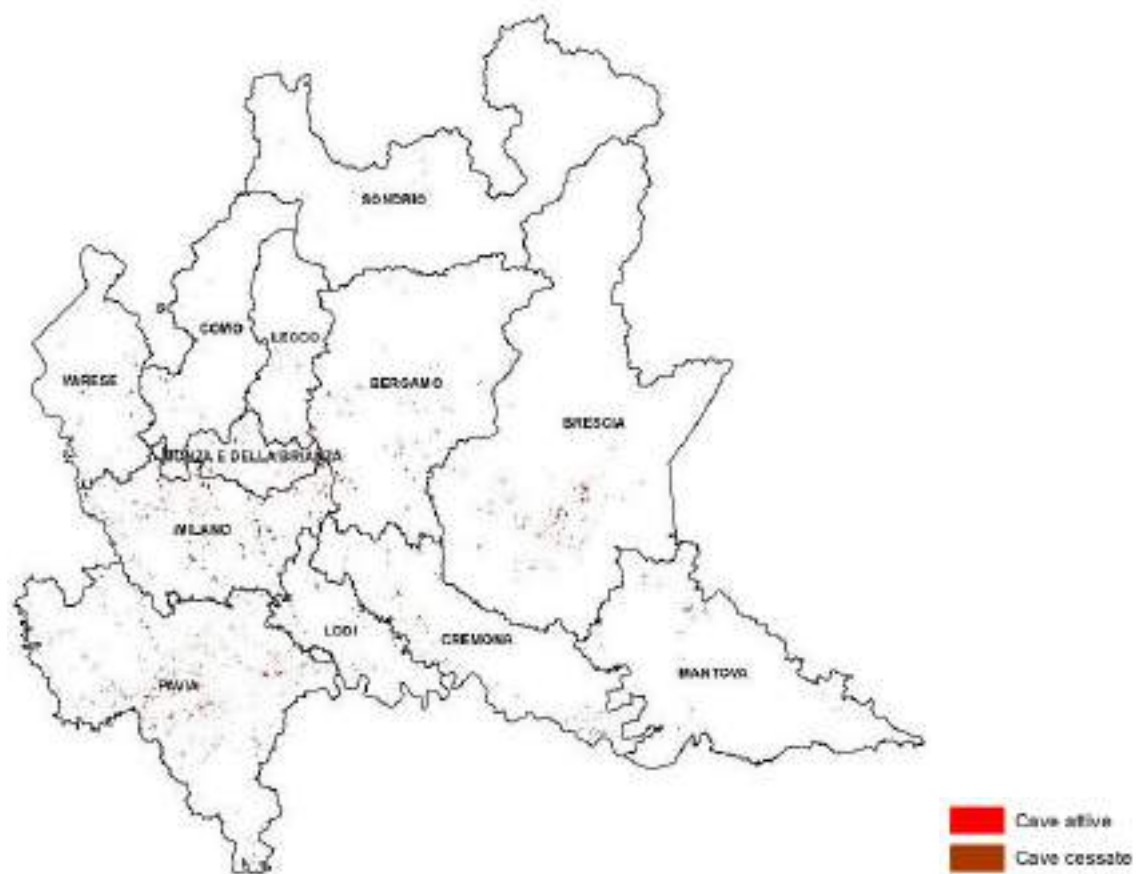 SONDRIO
COMO
LECCO
VARESE
BERGAMO
BRESCIA
MONZA E DELLA BRIANZA
MILANO
LODI
CREMONA
PAVIA
MANTOVA
Cave attive
Cave cessate